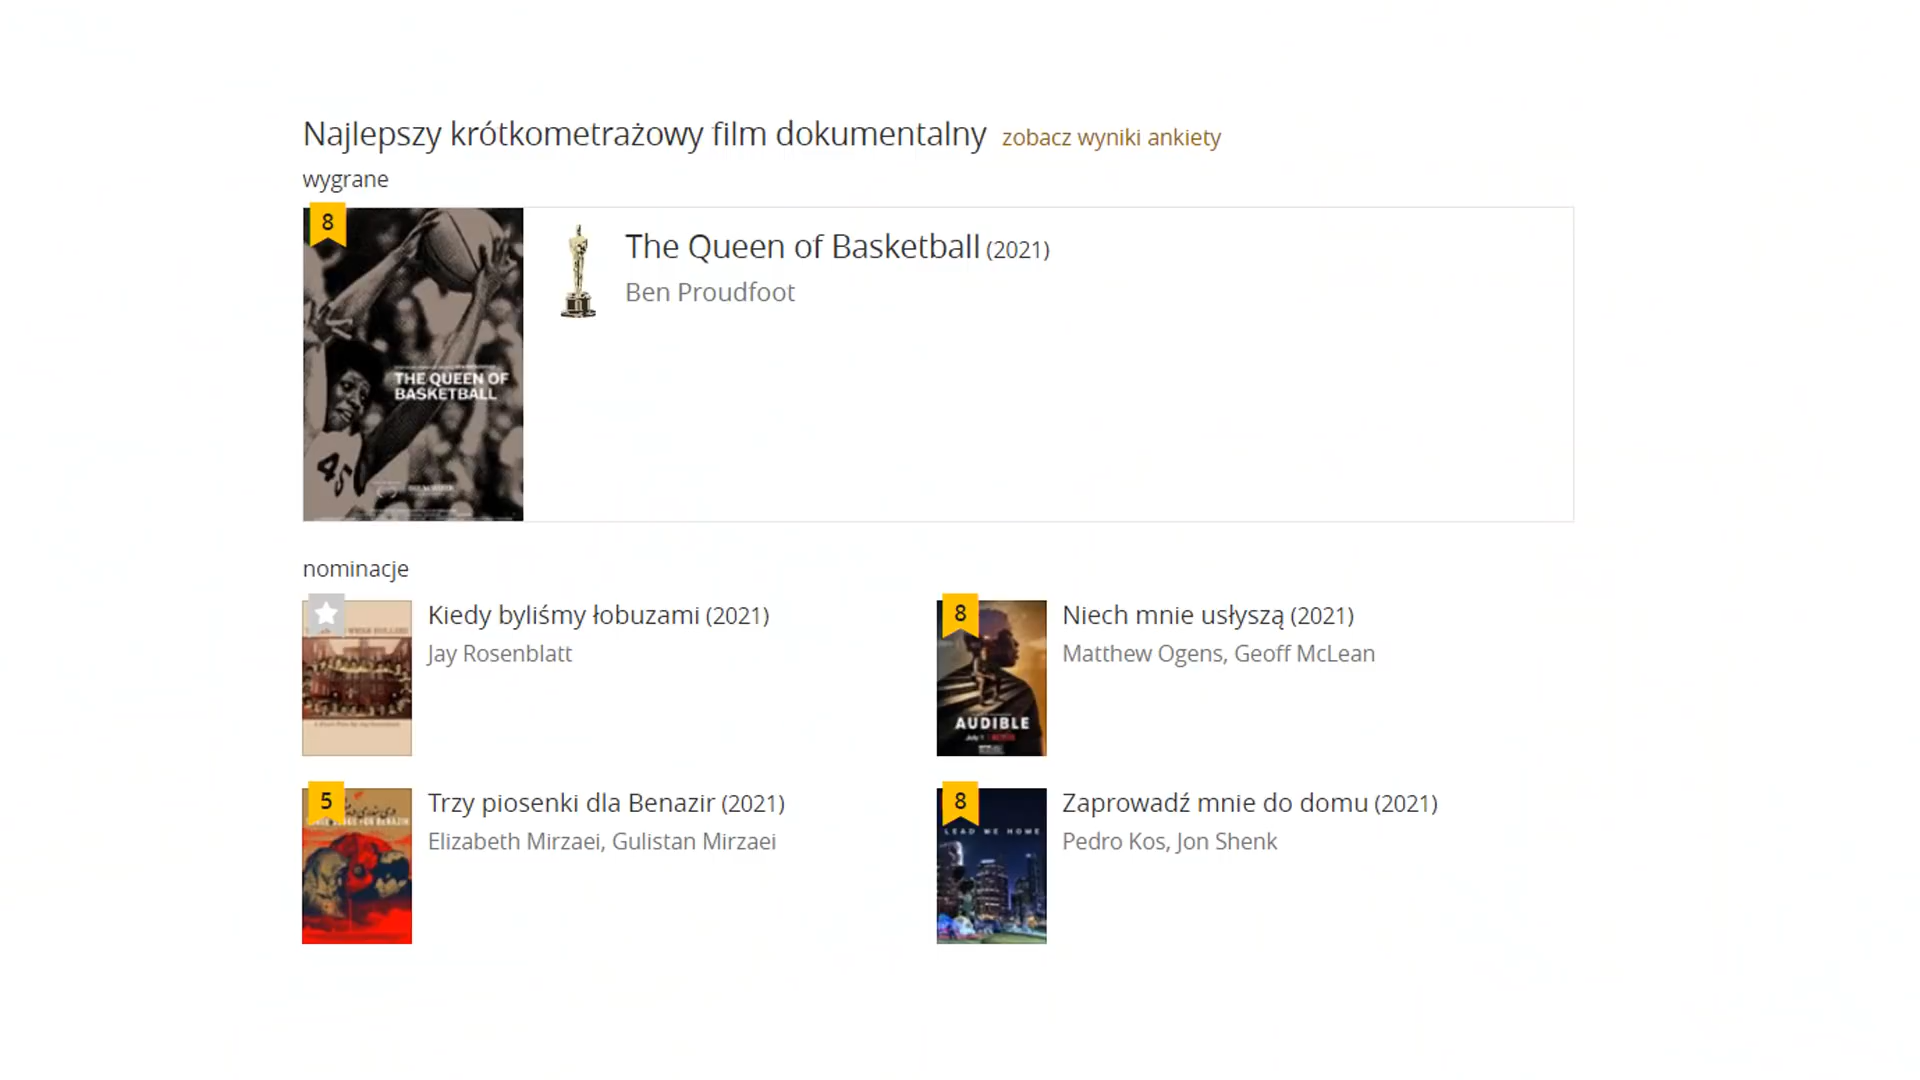 Najlepszy krótkometrażowy film dokumentalny zobacz wyniki ankiety
wygrane
8
THE QUEEN OF
BASKETBALL
45
The Queen of Basketball (2021)
Ben Proudfoot
nominacje
Kiedy byliśmy łobuzami (2021)
Jay Rosenblatt
8
AUDIBLE
July 1
Niech mnie usłyszą (2021)
Matthew Ogens, Geoff McLean
5
Trzy piosenki dla Benazir (2021)
Elizabeth Mirzaei, Gulistan Mirzaei
8
LEAD ME HOME
Zaprowadź mnie do domu (2021)
Pedro Kos, Jon Shenk